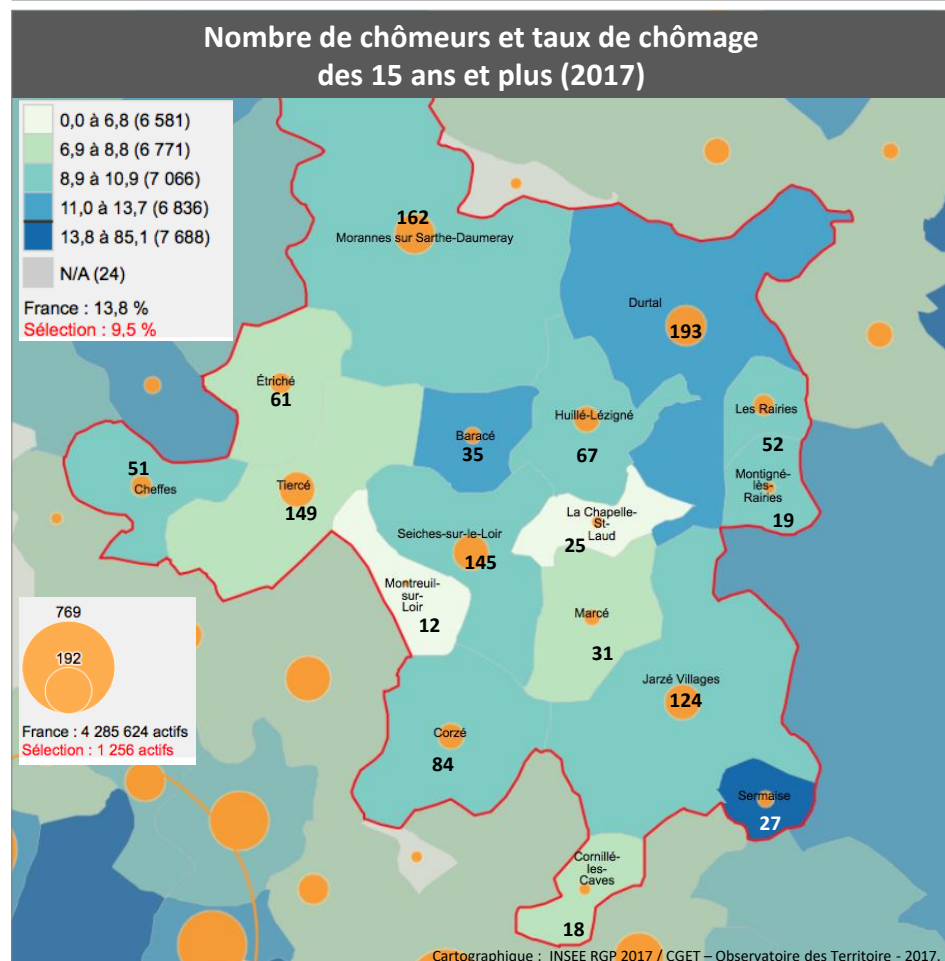 Nombre de chômeurs et taux de chômage
des 15 ans et plus (2017)
0,0 à 6,8 (6 581)
6,9 à 8,8 (6 771)
8,9 à 10,9 (7 066)
11,0 à 13,7 (6 836)
13,8 à 85,1 (7 688)
N/A (24)
France : 13,8 %
Sélection : 9,5 %
162
Morannes sur Sarthe-Daumeray
Durtal
193
Étriché
61
Les Rairies
52
Huillé-Lézigné
67
Baracé
35
51
Cheffes
Tiercé
149
Montigné-
lès-
Rairies
19
La Chapelle-
St-
Laud
25
Seiches-sur-le-Loir
145
Montreuil-
sur-
Loir
12
Marcé
31
Jarzé Villages
124
Corzé
84
Sermaise
27
Cornillé-
les-
Caves
18
769
192
France : 4 285 624 actifs
Sélection : 1 256 actifs
Cartographique : INSEE RGP 2017 / CGET – Observatoire des Territoire - 2017.